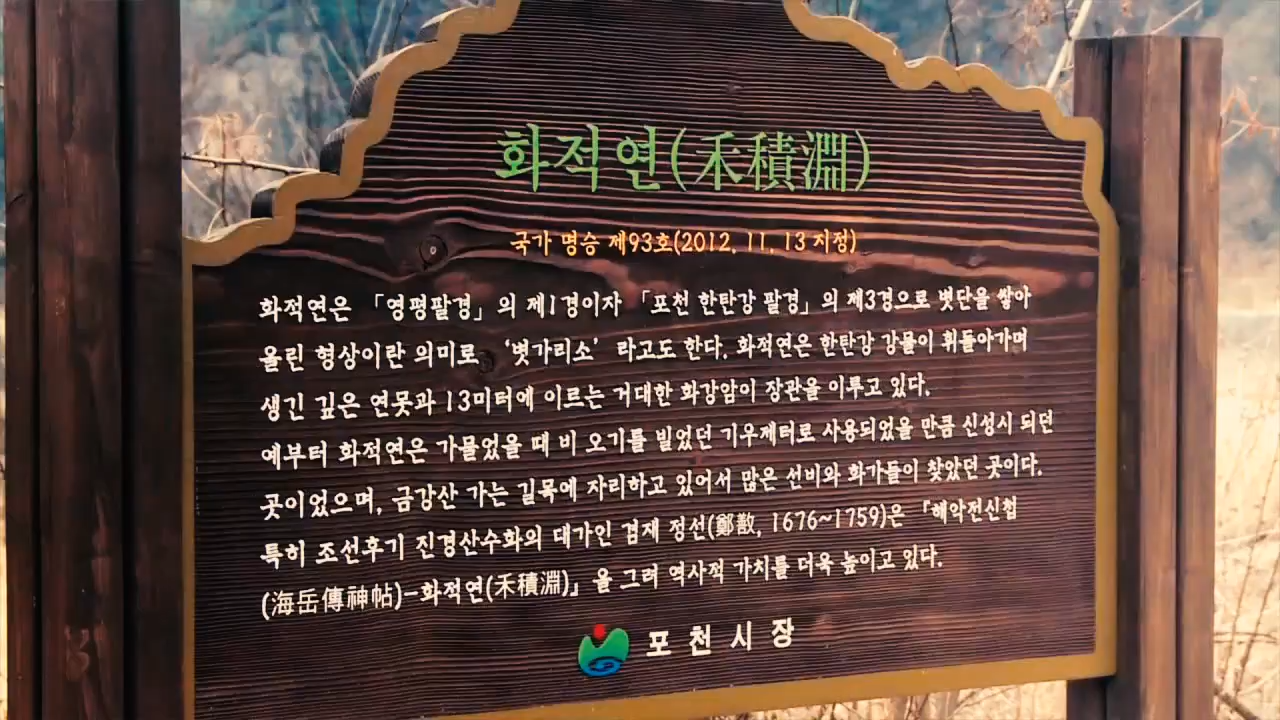 화적연(禾積淵)
국가 명승 제93호(2012. 11. 13 지정)
화적연은 「영평팔경」의 제1경이자 「포천 한탄강 팔경」의 제3경으로 볏단을 쌓아
올린 형상이란 의미로 ‘볏가리소’ 라고도 한다. 화적연은 한탄강 강물이 휘돌아가며
생긴 깊은 연못과 13미터에 이르는 거대한 화강암이 장관을 이루고 있다.
예부터 화적연은 가물었을 때 비 오기를 빌었던 기우제터로 사용되었을 만큼 신성시 되던
곳이었으며, 금강산 가는 길목에 자리하고 있어서 많은 선비와 화가들이 찾았던 곳이다.
특히 조선후기 진경산수화의 대가인 겸재 정선(鄭敾, 1676~1759)은 『해악전신첩
(海岳傳神帖)-화적연(禾積淵)』을 그려 역사적 가치를 더욱 높이고 있다.
포천시장